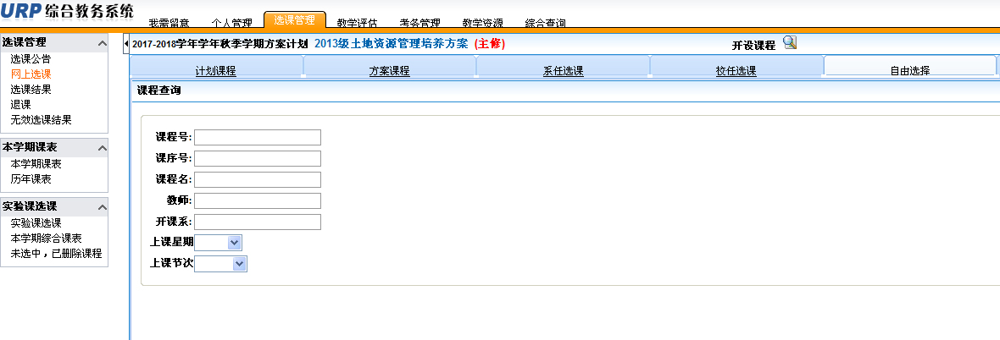 URP 综合教务系统
我需留意 个人管理 选课管理 教学评估 考务管理 教学资源 综合查询
选课管理
选课公告
网上选课
选课结果
退课
无效选课结果
本学期课表
本学期课表
历年课表
实验课选课
实验课选课
本学期综合课表
未选中，已删除课程
2017-2018学年学年秋季学期方案计划 2013级土地资源管理培养方案 (主修) 开设课程
计划课程 方案课程 系任选课 校任选课 自由选择
课程查询
课程号:
课序号:
课程名:
教师:
开课系:
上课星期
上课节次